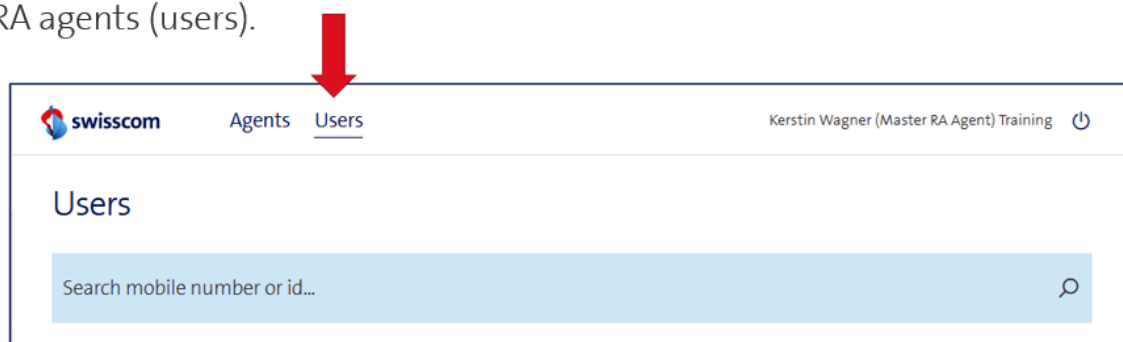 RA agents (users).
swisscom Agents Users Kerstin Wagner (Master RA Agent) Training
Users
Search mobile number or id...